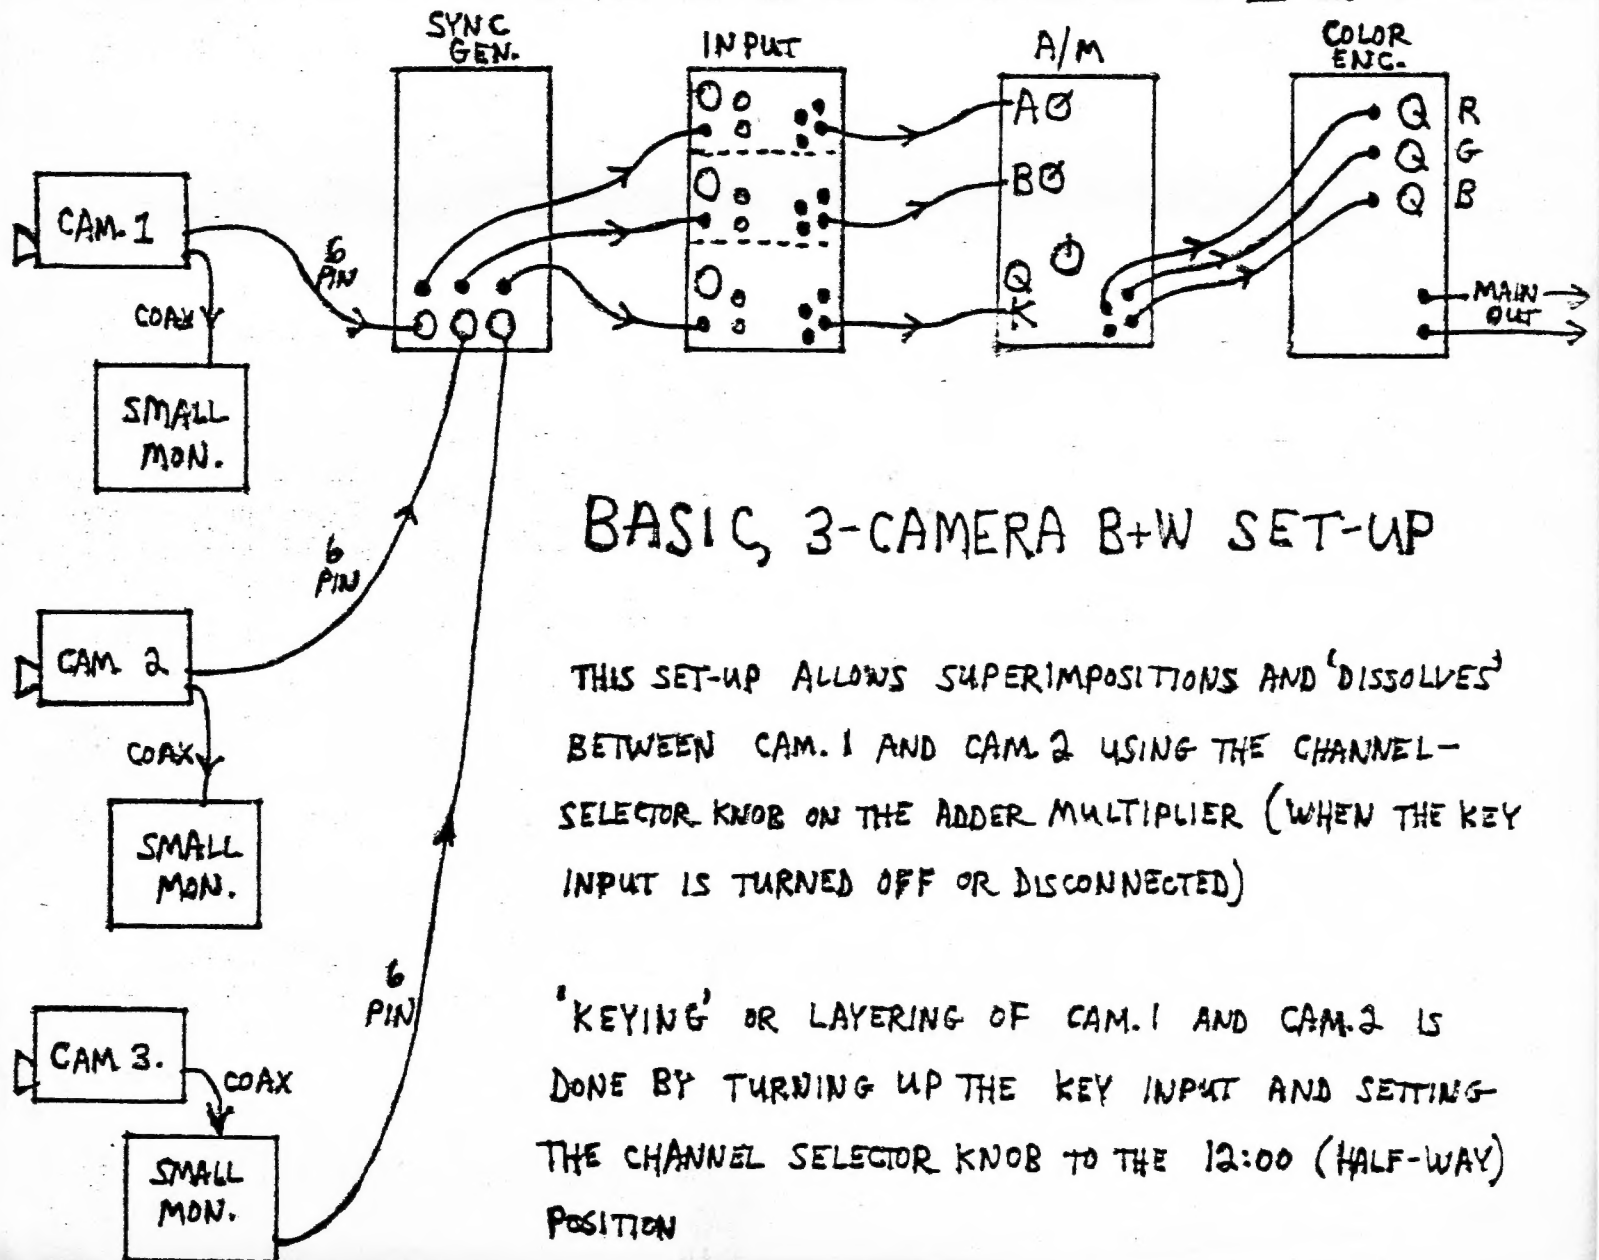 SYNC
GEN.
INPUT
A/M
COLOR
ENC.
A
B
K
R
G
B
MAIN
OUT
CAM. 1
6
PIN
COAX
SMALL
MON.
BASIC, 3-CAMERA B+W SET-UP
6
PIN
CAM 2
COAX
SMALL
MON.
THIS SET-UP ALLOWS SUPERIMPOSITIONS AND 'DISSOLVES'
BETWEEN CAM. 1 AND CAM 2 USING THE CHANNEL-
SELECTOR KNOB ON THE ADDER MULTIPLIER (WHEN THE KEY
INPUT IS TURNED OFF OR DISCONNECTED)
6
PIN
CAM 3.
COAX
SMALL
MON.
'KEYING' OR LAYERING OF CAM. 1 AND CAM. 2 IS
DONE BY TURNING UP THE KEY INPUT AND SETTING
THE CHANNEL SELECTOR KNOB TO THE 12:00 (HALF-WAY)
POSITION